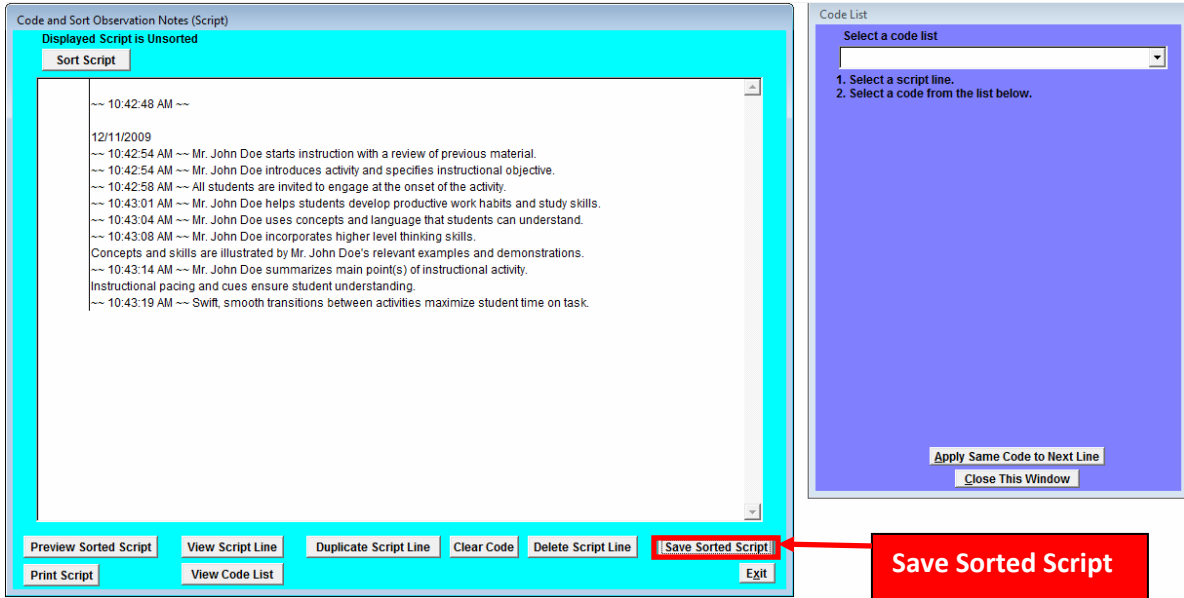 Code and Sort Observation Notes (Script)
Displayed Script is Unsorted
Sort Script
~~ 10:42:48 AM ~~
12/11/2009
~~ 10:42:54 AM ~~ Mr. John Doe starts instruction with a review of previous material.
~~ 10:42:54 AM ~~ Mr. John Doe introduces activity and specifies instructional objective.
~~ 10:42:58 AM ~~ All students are invited to engage at the onset of the activity.
~~ 10:43:01 AM ~~ Mr. John Doe helps students develop productive work habits and study skills.
~~ 10:43:04 AM ~~ Mr. John Doe uses concepts and language that students can understand.
~~ 10:43:08 AM ~~ Mr. John Doe incorporates higher level thinking skills.
Concepts and skills are illustrated by Mr. John Doe's relevant examples and demonstrations.
~~ 10:43:14 AM ~~ Mr. John Doe summarizes main point(s) of instructional activity.
Instructional pacing and cues ensure student understanding.
~~ 10:43:19 AM ~~ Swift, smooth transitions between activities maximize student time on task.
Preview Sorted Script
View Script Line
Duplicate Script Line
Clear Code
Delete Script Line
Save Sorted Script
Print Script
View Code List
Exit
Code List
Select a code list
1. Select a script line.
2. Select a code from the list below.
Apply Same Code to Next Line
Close This Window
Save Sorted Script